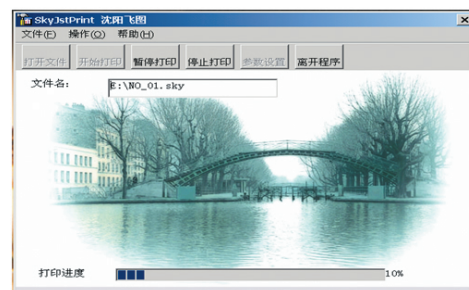 SkyJstPrint 沈阳飞图
文件(F) 操作(O) 帮助(H)
打开文件 开始打印 暂停打印 停止打印 参数设置 离开程序
文件名: E:\NO_01.sky
打印进度 10%